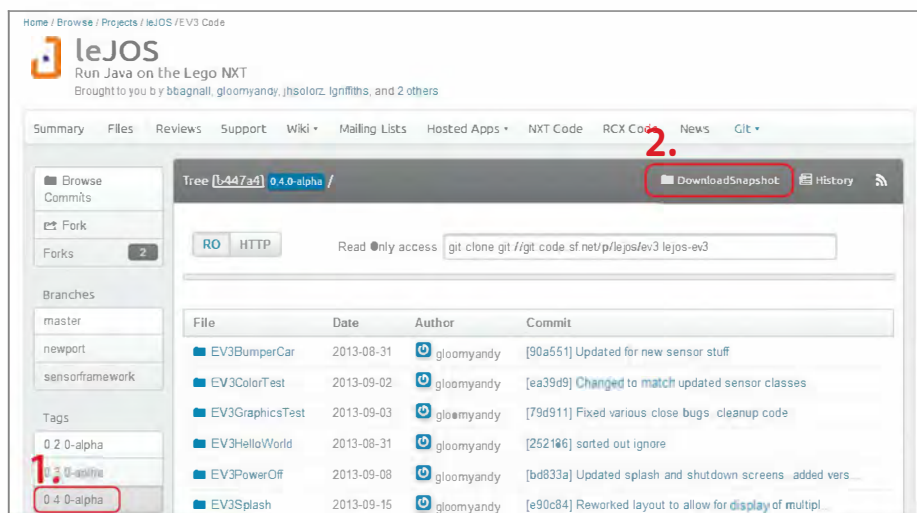 Home / Browse / Projects / leJOS /EV3 Code
leJOS
Run Java on the Lego NXT
Brought to you by bbagnall, gloomyandy, jhsolorz, lgriffiths, and 2 others
Summary Files Reviews Support Wiki Mailing Lists Hosted Apps NXT Code RCX Code News Git
2.
Browse Commits
Tree [b447a4] 0.4.0-alpha /
DownloadSnapshot History
Fork
Forks 2
RO HTTP Read Only access git clone git //git code sf net/p/lejos/ev3 lejos-ev3
Branches
master
newport
sensorframework
File Date Author Commit
EV3BumperCar 2013-08-31 gloomyandy [90a551] Updated for new sensor stuff
EV3ColorTest 2013-09-02 gloomyandy [ea39d9] Changed to match updated sensor classes
EV3GraphicsTest 2013-09-03 gloomyandy [79d911] Fixed various close bugs cleanup code
EV3HelloWorld 2013-08-31 gloomyandy [252186] sorted out ignore
EV3PowerOff 2013-09-08 gloomyandy [bd833a] Updated splash and shutdown screens added vers
EV3Splash 2013-09-15 gloomyandy [e90c84] Reworked layout to allow for display of multipl
Tags
0 2 0-alpha
1.
0 4 0-alpha